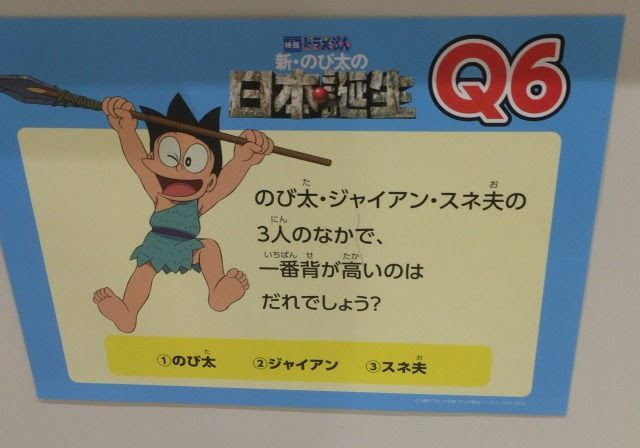 映画ドラえもん
新・のび太の
日本誕生
Q6
のび太・ジャイアン・スネ夫の
3人のなかで、
一番背が高いのは
だれでしょう?
①のび太 ②ジャイアン ③スネ夫